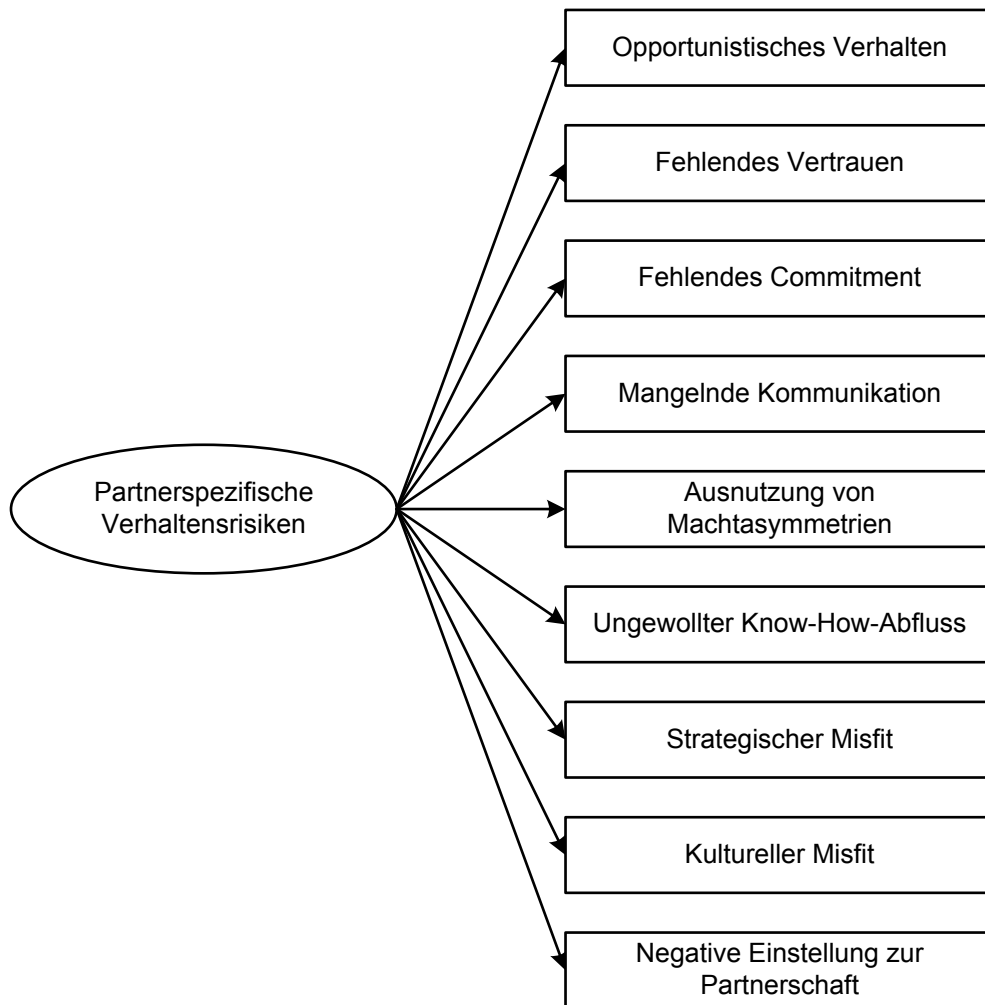 Opportunistisches Verhalten
Fehlendes Vertrauen
Fehlendes Commitment
Mangelnde Kommunikation
Partnerspezifische
Verhaltensrisiken
Ausnutzung von
Machtasymmetrien
Ungewollter Know-How-Abfluss
Strategischer Misfit
Kultureller Misfit
Negative Einstellung zur
Partnerschaft